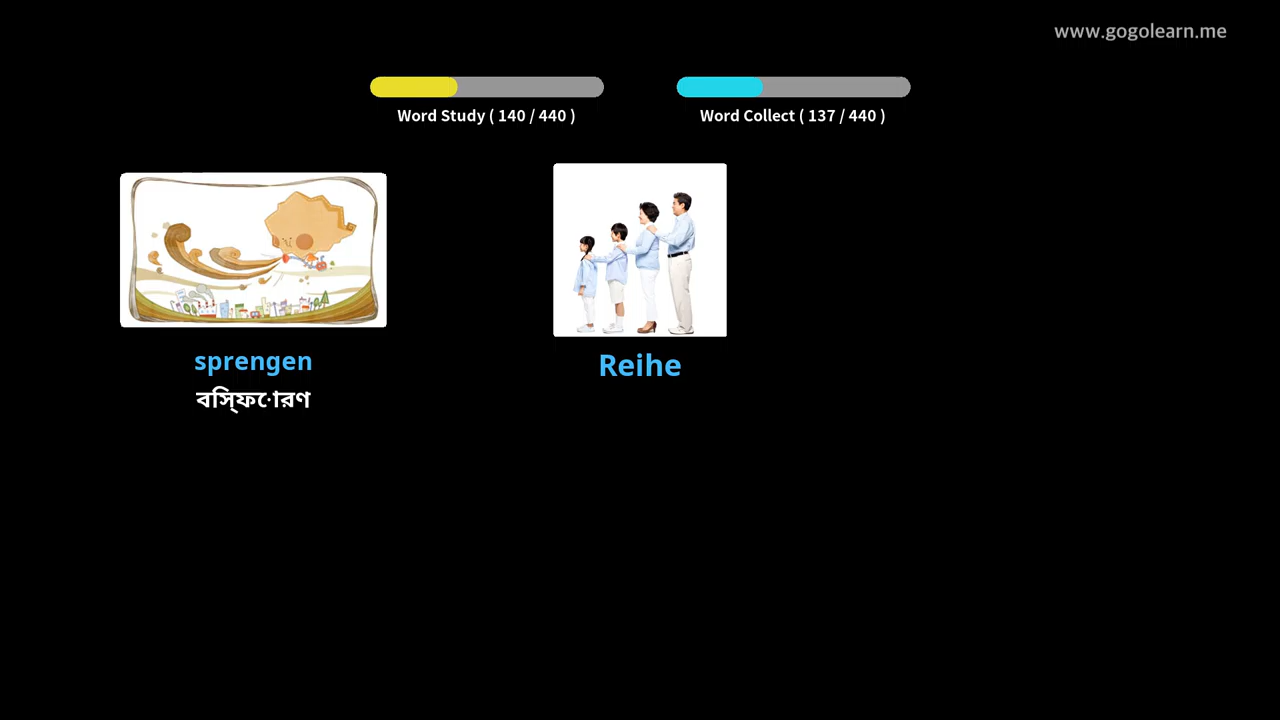 www.gogolearn.me
Word Study ( 140 / 440 )
Word Collect ( 137 / 440 )
sprengen
বিস্ফোরণ
Reihe